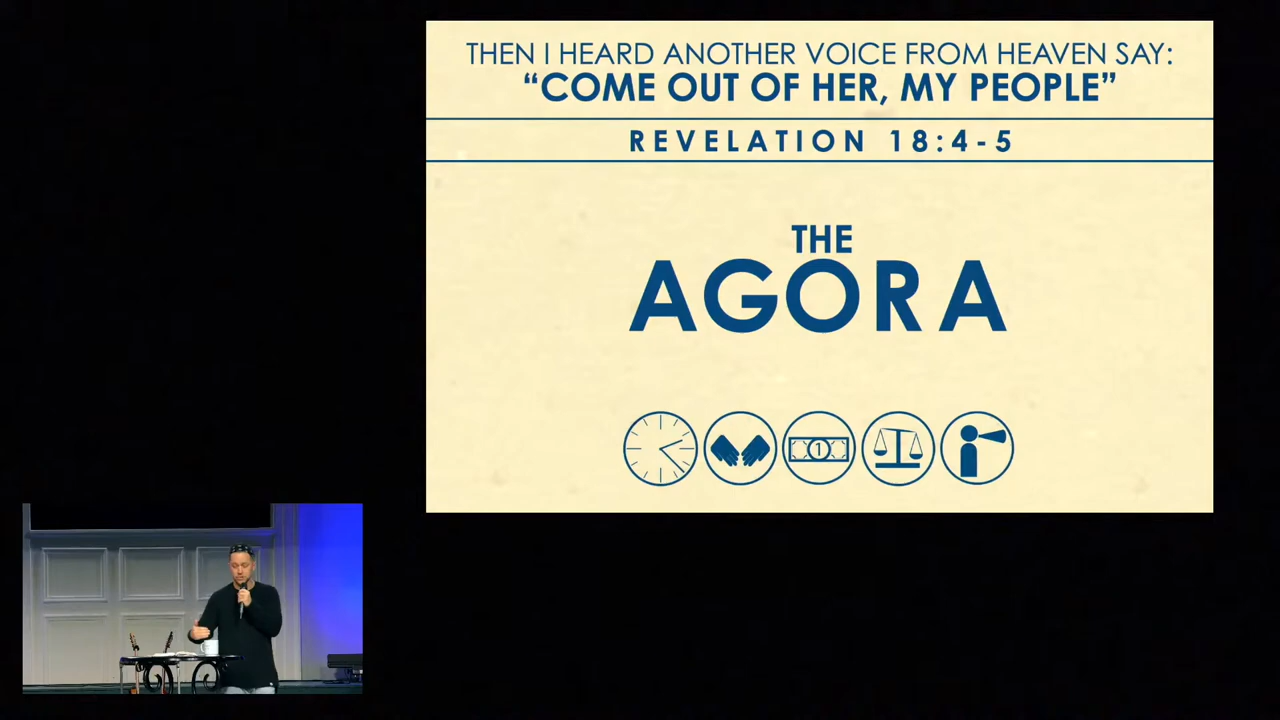 THEN I HEARD ANOTHER VOICE FROM HEAVEN SAY:
“COME OUT OF HER, MY PEOPLE”
REVELATION 18:4-5
THE
AGORA
1